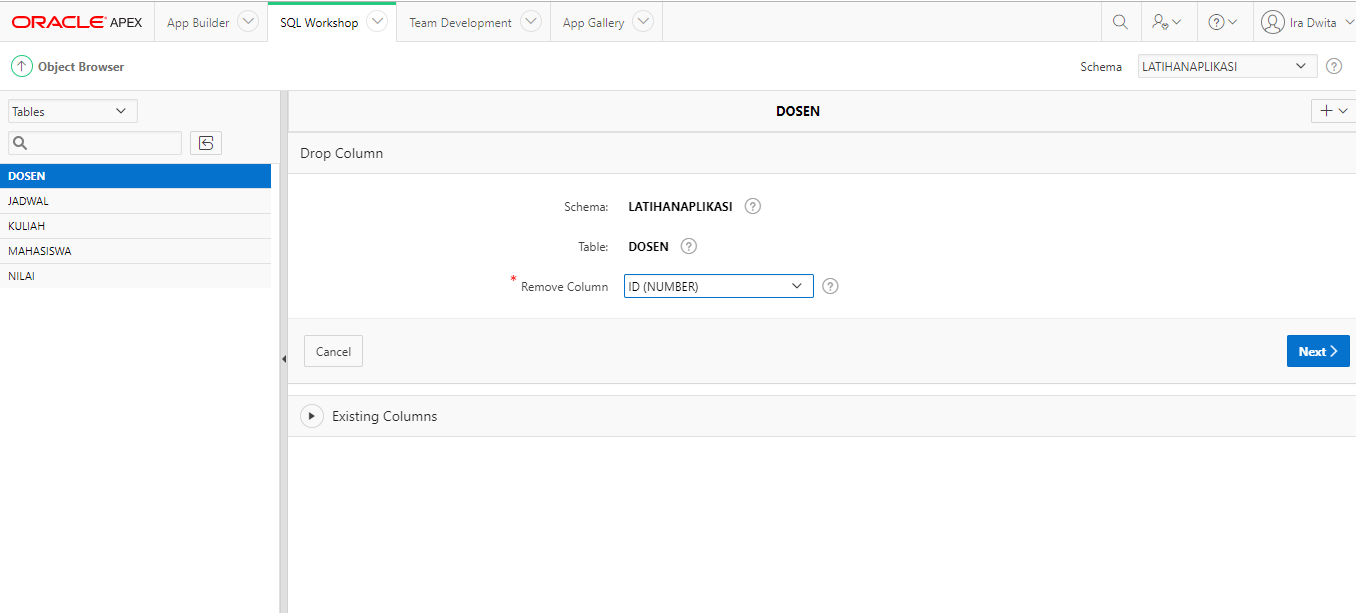 ORACLE APEX App Builder SQL Workshop Team Development App Gallery Ira Dwita
Object Browser Schema LATIHANAPLIKASI
Tables
DOSEN
DOSEN
JADWAL
KULIAH
MAHASISWA
NILAI
Drop Column
Schema: LATIHANAPLIKASI
Table: DOSEN
* Remove Column ID (NUMBER)
Cancel Next
Existing Columns